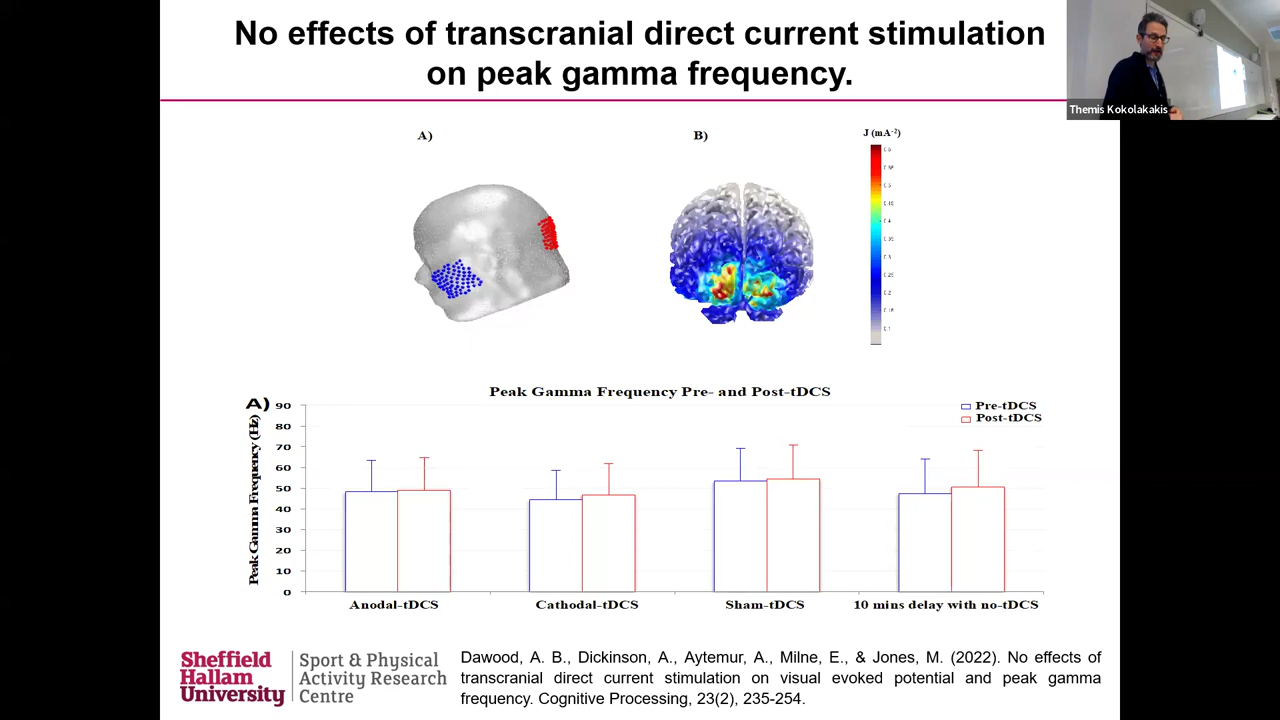 No effects of transcranial direct current stimulation
on peak gamma frequency.
Themis Kokolakakis
A)
B)
J (mA⁻²)
Peak Gamma Frequency Pre- and Post-tDCS
A)
Pre-tDCS
Post-tDCS
Peak Gamma Frequency (Hz)
90
80
70
60
50
40
30
20
10
0
Anodal-tDCS
Cathodal-tDCS
Sham-tDCS
10 mins delay with no-tDCS
Sheffield
Hallam
University
Sport & Physical
Activity Research
Centre
Dawood, A. B., Dickinson, A., Aytemur, A., Milne, E., & Jones, M. (2022). No effects of
transcranial direct current stimulation on visual evoked potential and peak gamma
frequency. Cognitive Processing, 23(2), 235-254.